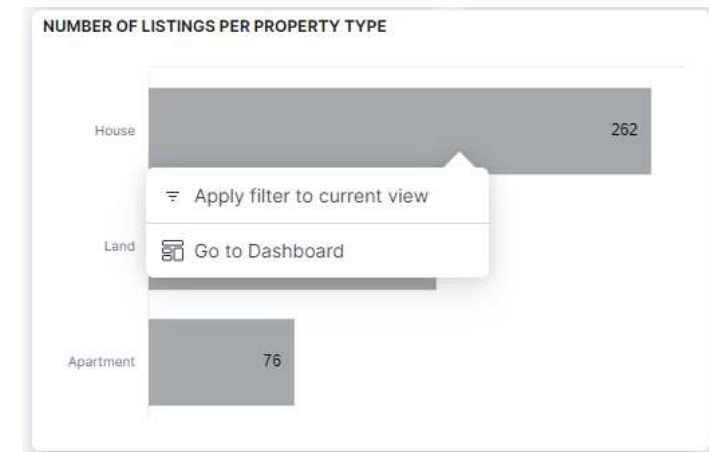 NUMBER OF LISTINGS PER PROPERTY TYPE
House
262
Apply filter to current view
Land
Go to Dashboard
Apartment
76